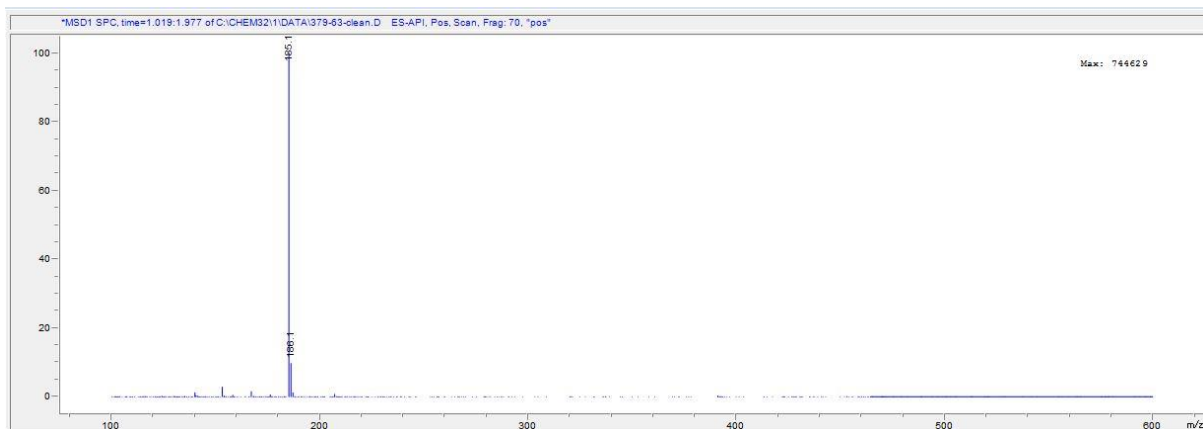 *MSD1 SPC, time=1.019:1.977 of C:\CHEM32\1\DATA\379-63-clean.D    ES-API, Pos, Scan, Frag: 70, "pos"
185.1
100
Max: 744629
80
60
40
20
186.1
0
100 200 300 400 500 600 m/z